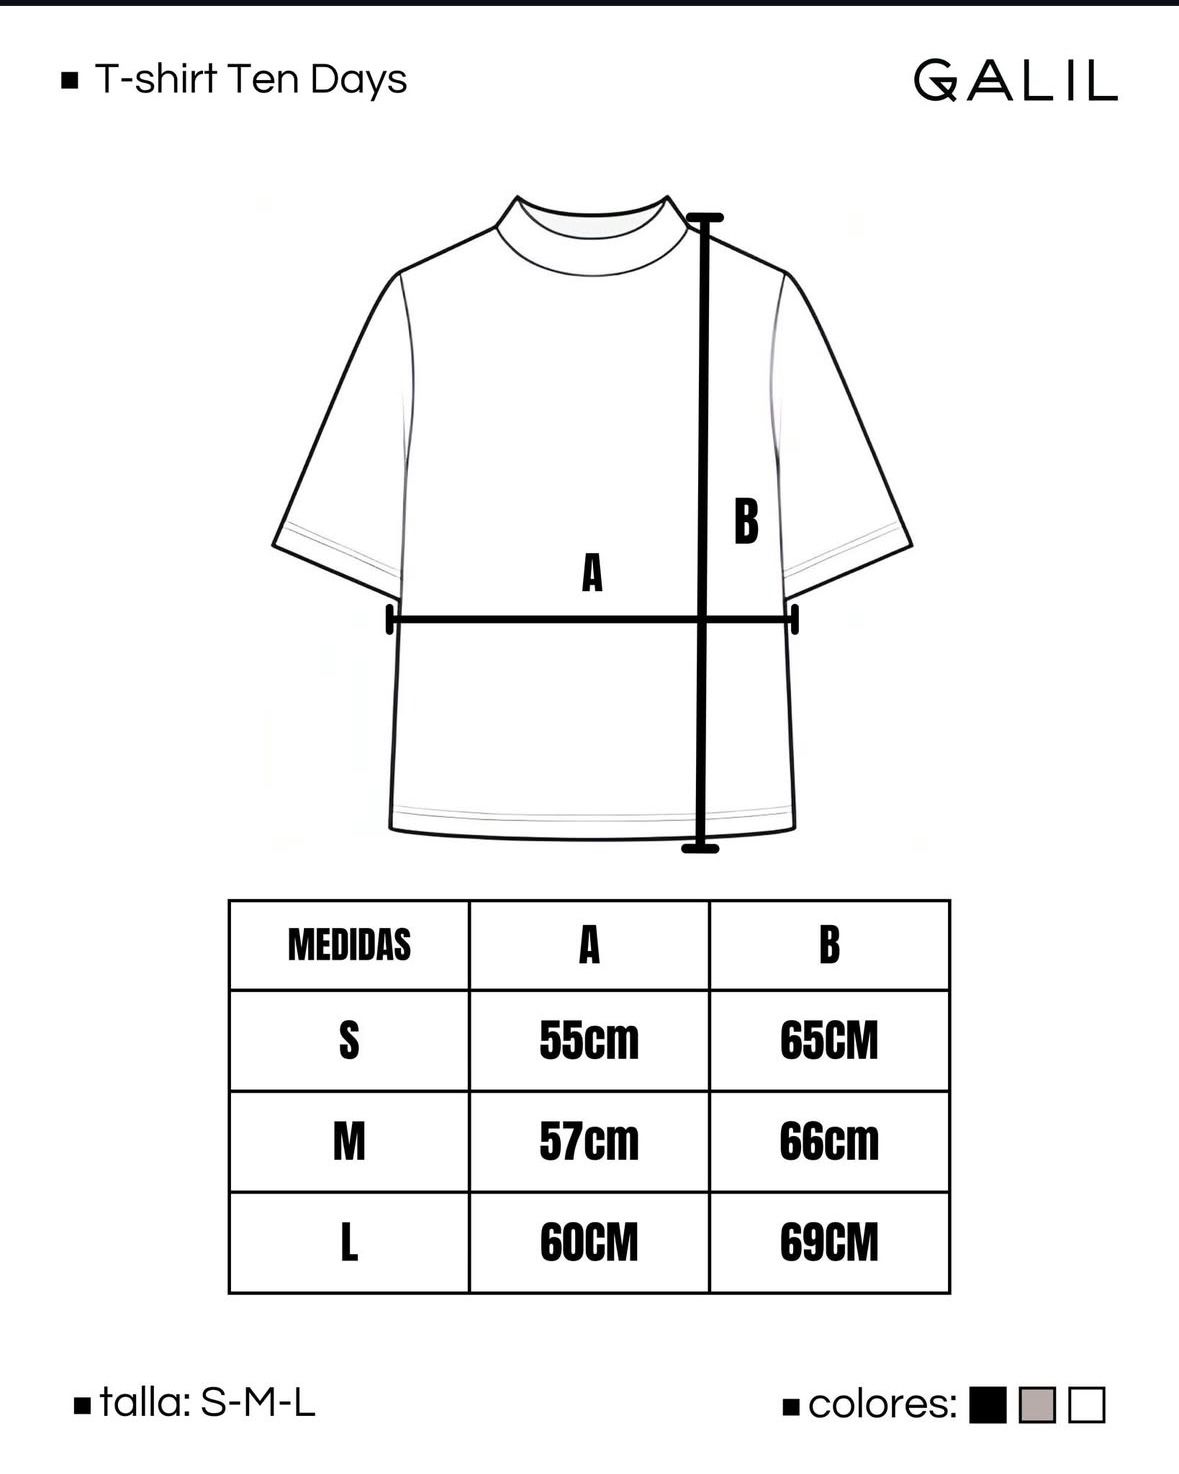 T-shirt Ten Days
GALIL
B
A
MEDIDAS A B
S 55cm 65CM
M 57cm 66cm
L 60CM 69CM
talla: S-M-L
colores: